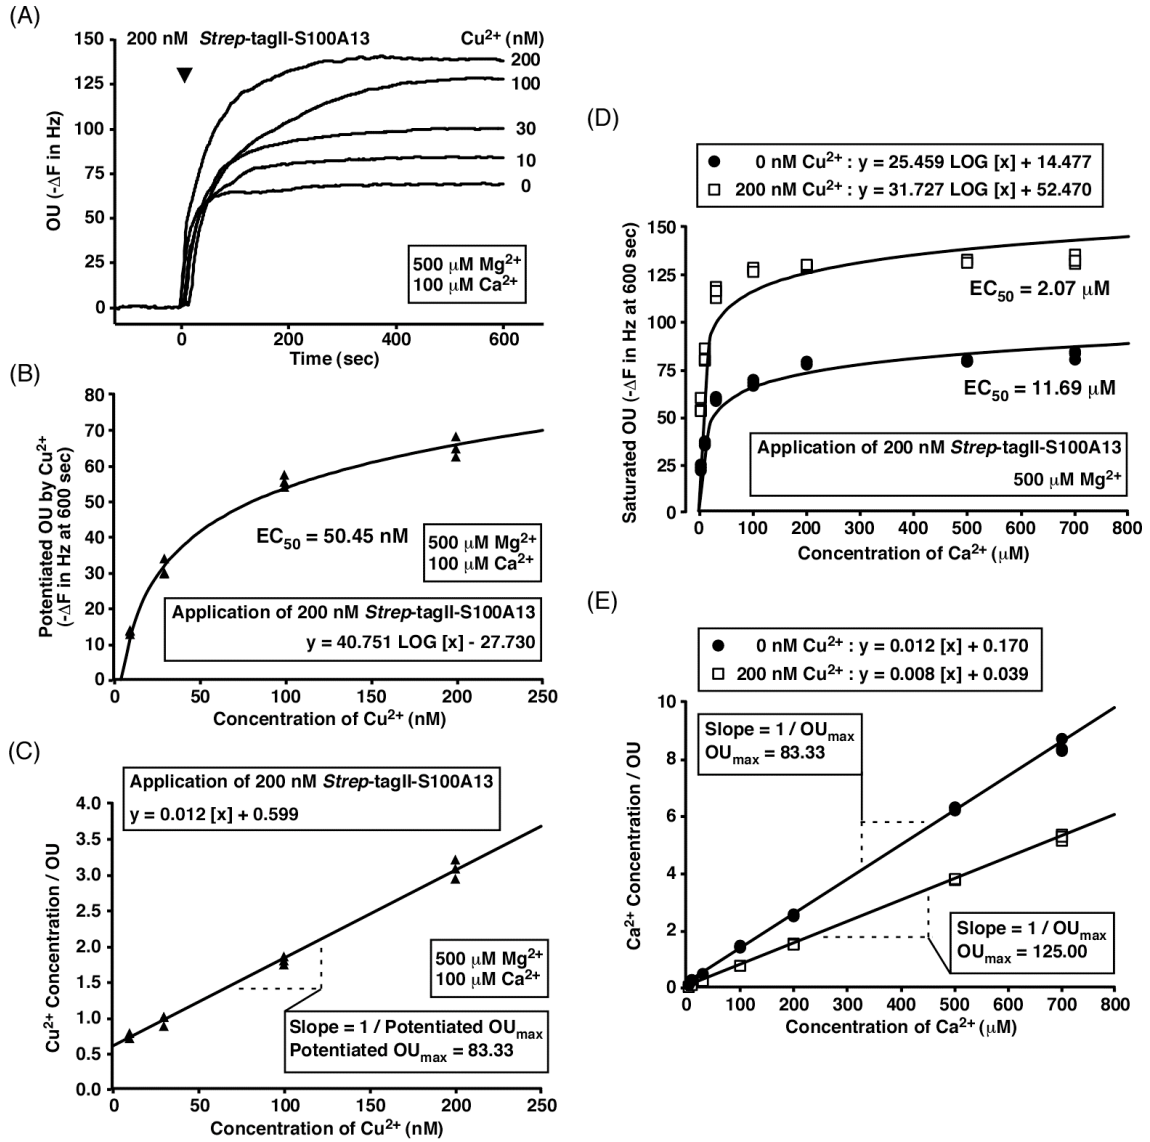 (A)
200 nM Strep-tagII-S100A13
Cu2+ (nM)
200
100
30
10
0
150
125
100
75
50
25
0
OU (-ΔF in Hz)
500 μM Mg2+
100 μM Ca2+
0 200 400 600
Time (sec)
(B)
80
70
60
50
40
30
20
10
0
Potentiated OU by Cu2+
(-ΔF in Hz at 600 sec)
EC50 = 50.45 nM
500 μM Mg2+
100 μM Ca2+
Application of 200 nM Strep-tagII-S100A13
y = 40.751 LOG [x] - 27.730
0 50 100 150 200 250
Concentration of Cu2+ (nM)
(C)
Application of 200 nM Strep-tagII-S100A13
y = 0.012 [x] + 0.599
4.0
3.5
3.0
2.5
2.0
1.5
1.0
0.5
0.0
Cu2+ Concentration / OU
500 μM Mg2+
100 μM Ca2+
Slope = 1 / Potentiated OUmax
Potentiated OUmax = 83.33
0 50 100 150 200 250
Concentration of Cu2+ (nM)
(D)
0 nM Cu2+ : y = 25.459 LOG [x] + 14.477
200 nM Cu2+ : y = 31.727 LOG [x] + 52.470
150
125
100
75
50
25
0
Saturated OU (-ΔF in Hz at 600 sec)
EC50 = 2.07 μM
EC50 = 11.69 μM
Application of 200 nM Strep-tagII-S100A13
500 μM Mg2+
0 100 200 300 400 500 600 700 800
Concentration of Ca2+ (μM)
(E)
0 nM Cu2+ : y = 0.012 [x] + 0.170
200 nM Cu2+ : y = 0.008 [x] + 0.039
10
8
6
4
2
0
Ca2+ Concentration / OU
Slope = 1 / OUmax
OUmax = 83.33
Slope = 1 / OUmax
OUmax = 125.00
0 100 200 300 400 500 600 700 800
Concentration of Ca2+ (μM)